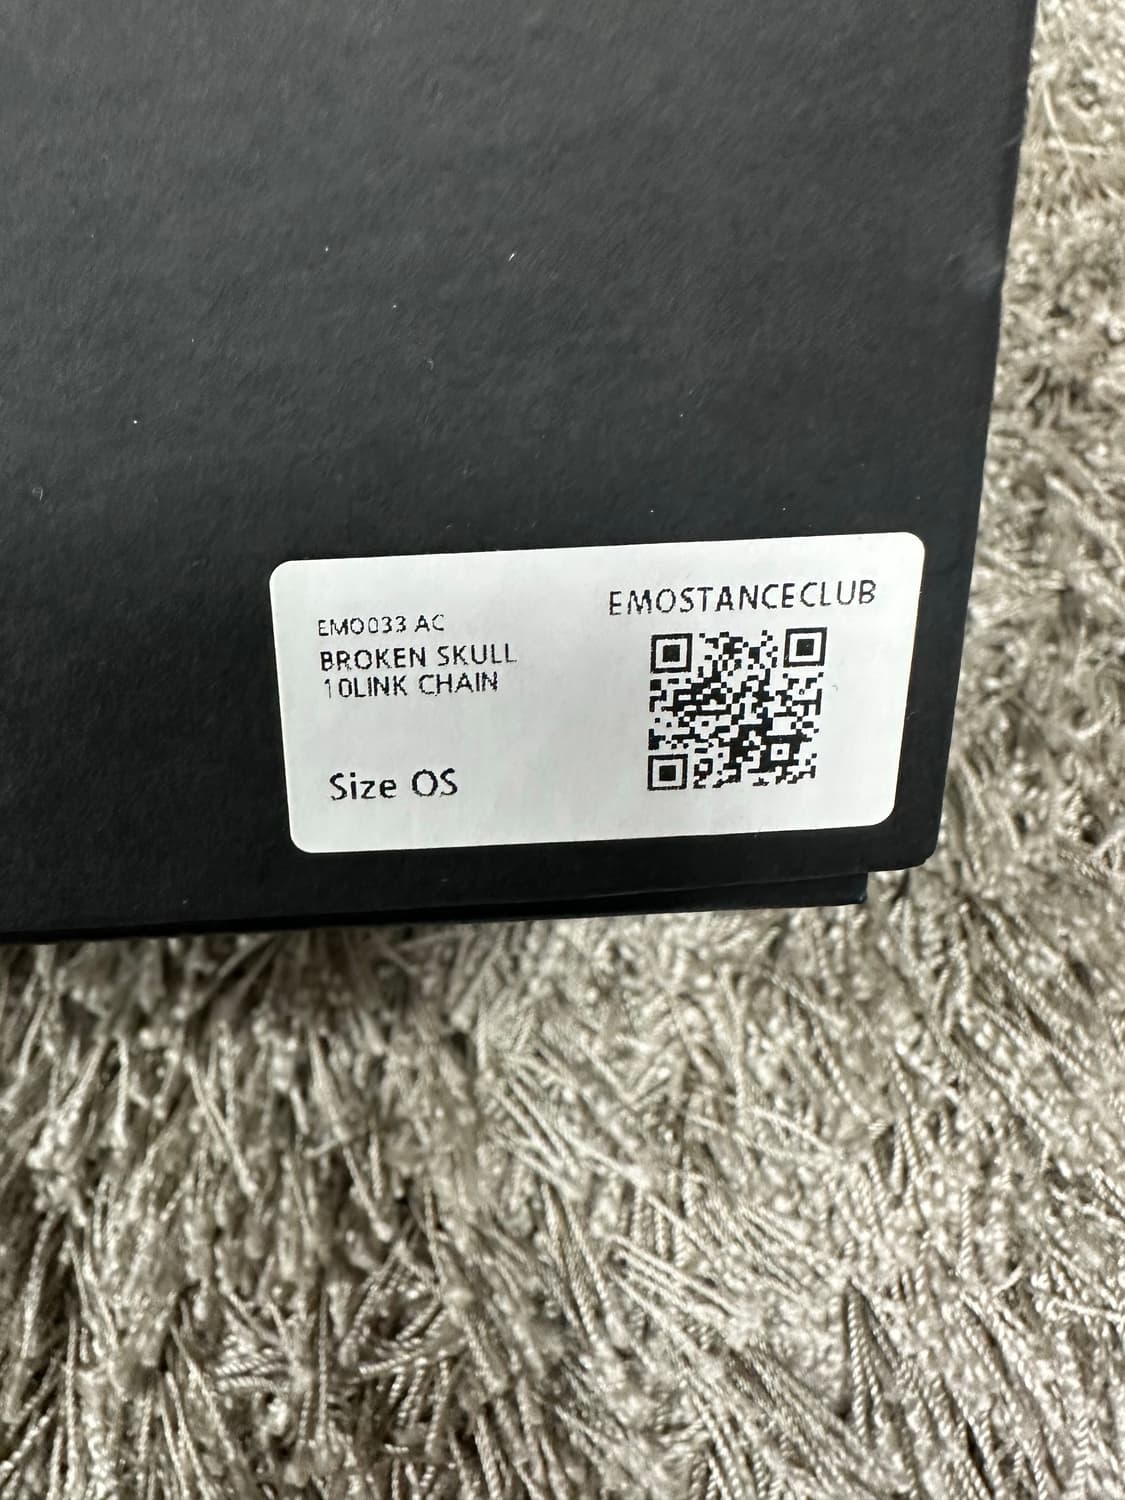 EMO033 AC
BROKEN SKULL
10LINK CHAIN
Size OS
EMOSTANCECLUB